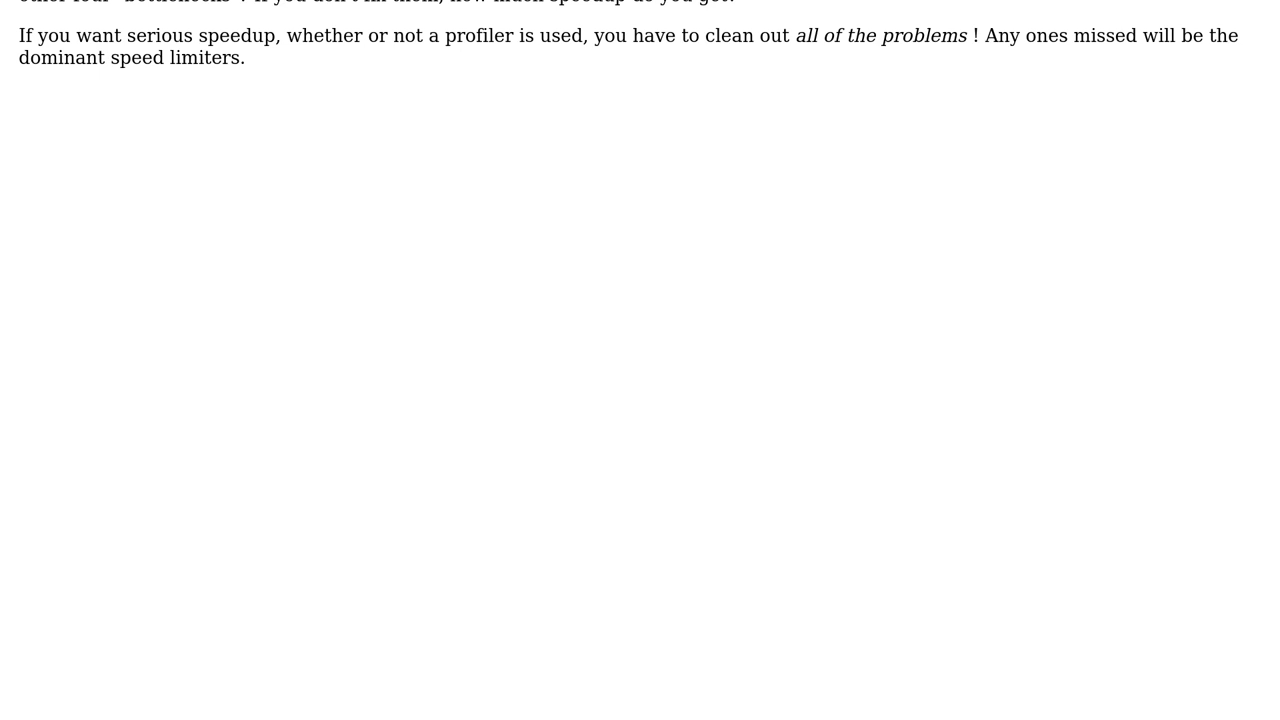 If you want serious speedup, whether or not a profiler is used, you have to clean out all of the problems ! Any ones missed will be the
dominant speed limiters.